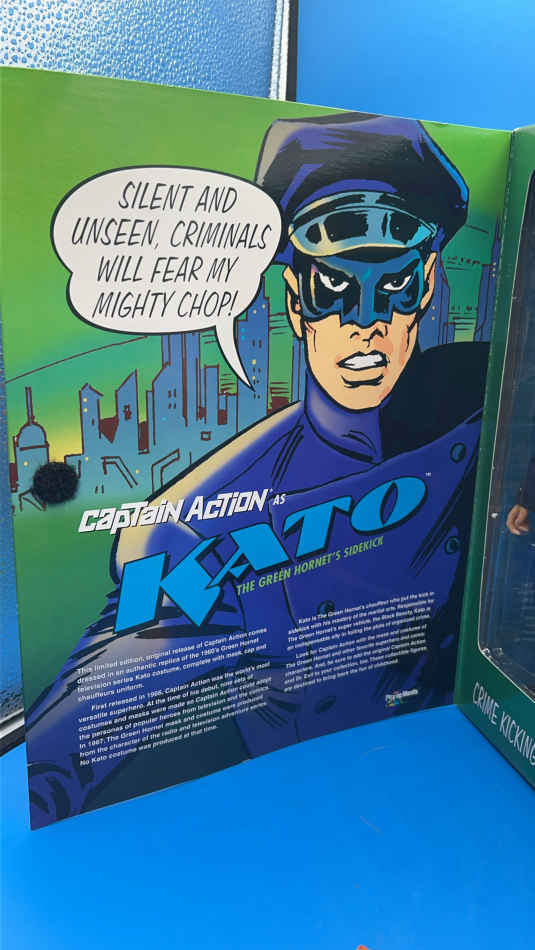 SILENT AND
UNSEEN, CRIMINALS
WILL FEAR MY
MIGHTY CHOP!
CAPTAIN ACTION AS
KATO™
THE GREEN HORNET'S SIDEKICK
This limited edition, original release of Captain Action comes
dressed in an authentic replica of the 1960's Green Hornet
television series Kato costume, complete with mask, cap and
chauffeurs uniform.
First released in 1966, Captain Action was the world's most
versatile superhero. At the time of his debut, nine sets of
costumes and masks were made so Captain Action could adopt
the personas of popular heroes from television and the comics.
In 1967, The Green Hornet mask and costume were produced
from the character of the radio and television adventure series.
No Kato costume was produced at that time.
Kato is The Green Hornet's chauffeur who put the kick in
sidekick with his mastery of the martial arts. Responsible for
The Green Hornet's super vehicle, the Black Beauty, Kato is
an indispensable ally in foiling the plans of organized crime.
Look for Captain Action with the mask and costumes of
The Green Hornet and other favorite customed and comic
characters. And, be sure to get the original Captain Action
and Dr. Evil to your collection, too. These collectible figures
are destined to bring back the fun of childhood.
Playing Mantis
CRIME KICKING